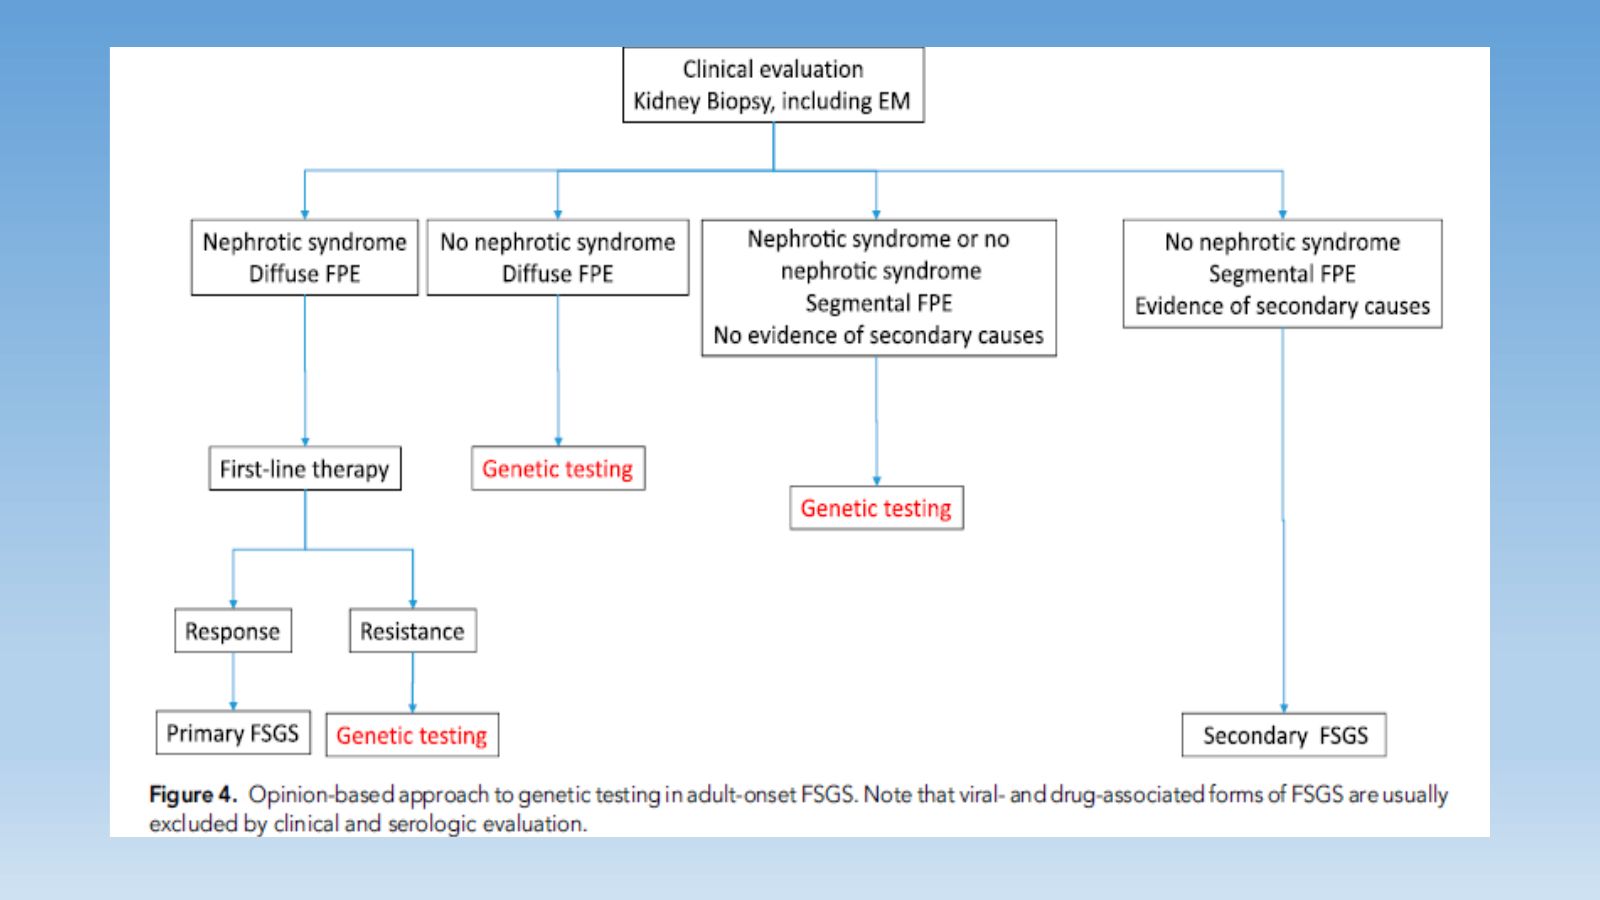 Clinical evaluation
Kidney Biopsy, including EM
Nephrotic syndrome
Diffuse FPE
No nephrotic syndrome
Diffuse FPE
Nephrotic syndrome or no
nephrotic syndrome
Segmental FPE
No evidence of secondary causes
No nephrotic syndrome
Segmental FPE
Evidence of secondary causes
First-line therapy
Genetic testing
Genetic testing
Response
Resistance
Primary FSGS
Genetic testing
Secondary FSGS
Figure 4. Opinion-based approach to genetic testing in adult-onset FSGS. Note that viral- and drug-associated forms of FSGS are usually
excluded by clinical and serologic evaluation.